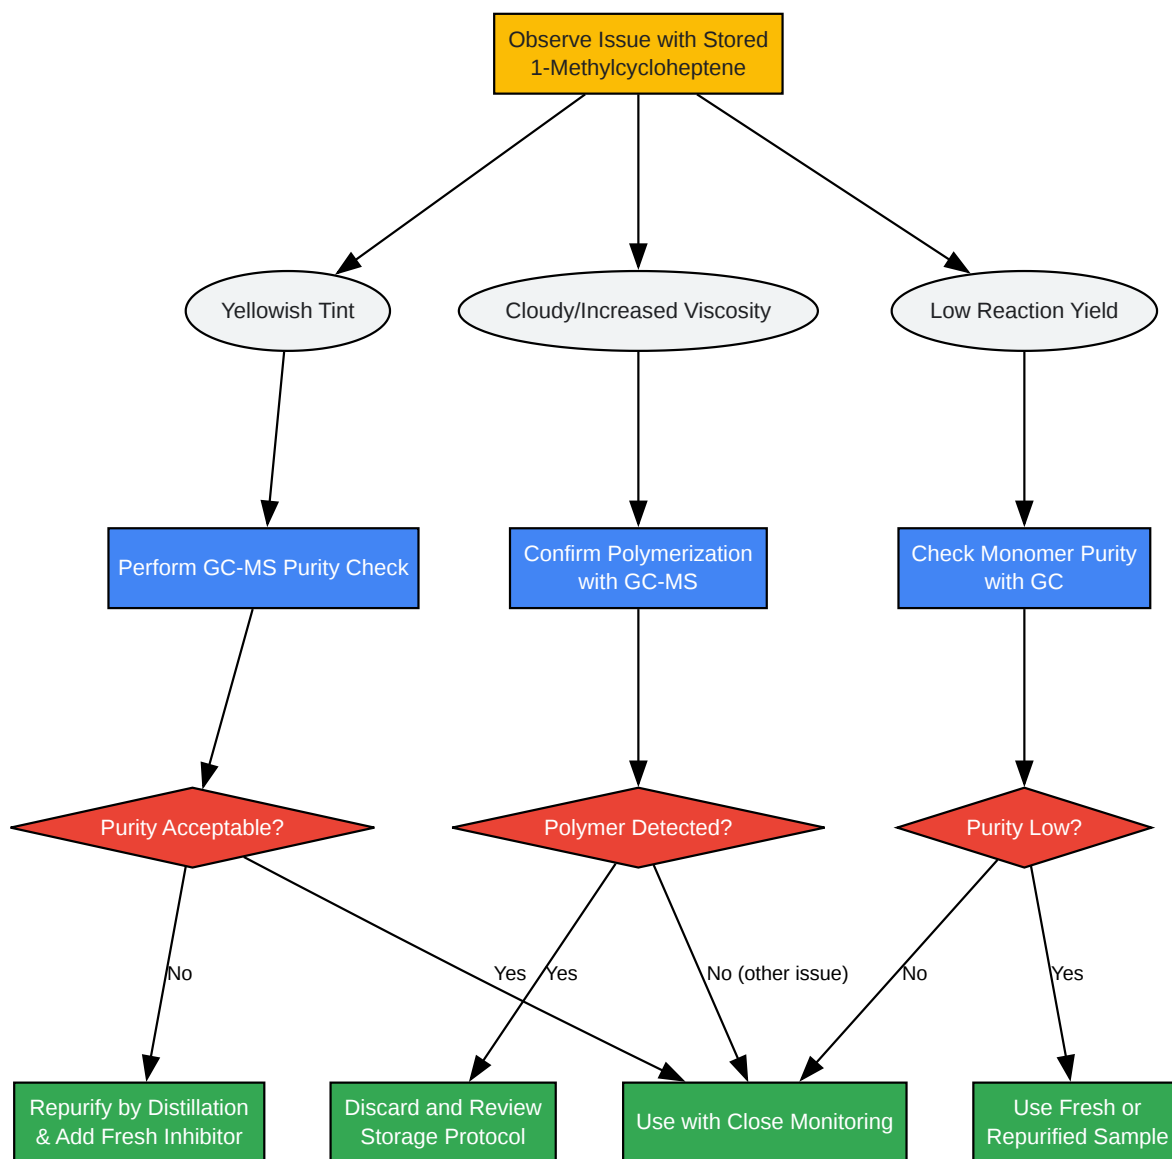 Observe Issue with Stored
1-Methylcycloheptene
Yellowish Tint
Cloudy/Increased Viscosity
Low Reaction Yield
Perform GC-MS Purity Check
Confirm Polymerization
with GC-MS
Check Monomer Purity
with GC
Purity Acceptable?
Polymer Detected?
Purity Low?
No
Yes
Yes
No (other issue)
No
Yes
Repurify by Distillation
& Add Fresh Inhibitor
Discard and Review
Storage Protocol
Use with Close Monitoring
Use Fresh or
Repurified Sample